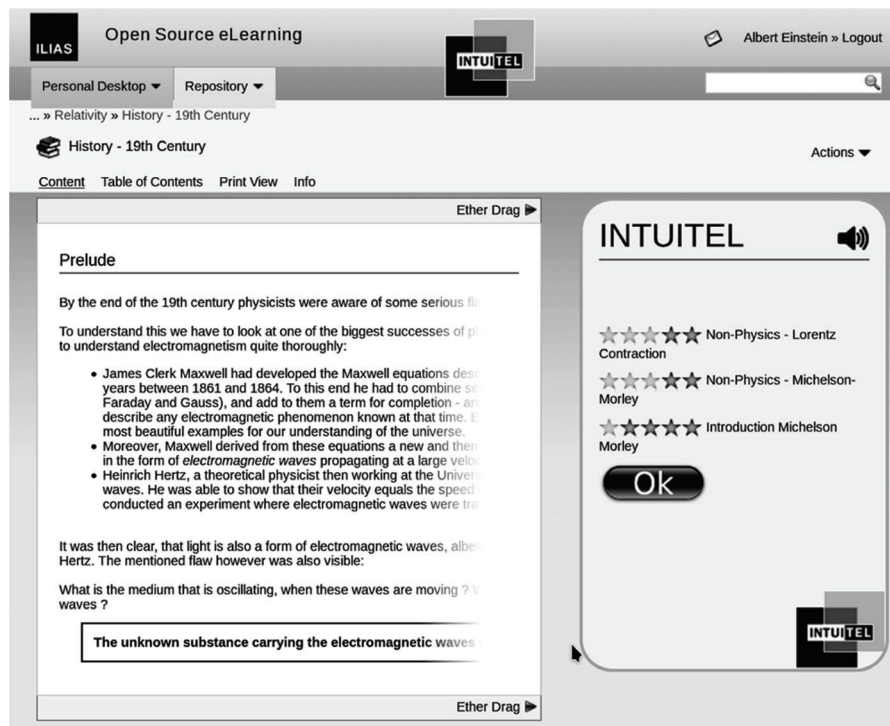 ILIAS
Open Source eLearning
INTUITEL
Albert Einstein » Logout
Personal Desktop
Repository
... » Relativity » History - 19th Century
History - 19th Century
Actions
Content Table of Contents Print View Info
Ether Drag
Prelude
By the end of the 19th century physicists were aware of some serious
To understand this we have to look at one of the biggest successes of
to understand electromagnetism quite thoroughly:
• James Clerk Maxwell had developed the Maxwell equations
years between 1861 and 1864. To this end he had to combine
Faraday and Gauss), and add to them a term for completion -
describe any electromagnetic phenomenon known at that time.
most beautiful examples for our understanding of the universe.
• Moreover, Maxwell derived from these equations a new and then
in the form of electromagnetic waves propagating at a large
• Heinrich Hertz, a theoretical physicist then working at the
waves. He was able to show that their velocity equals the speed
conducted an experiment where electromagnetic waves were
It was then clear, that light is also a form of electromagnetic waves,
Hertz. The mentioned flaw however was also visible:
What is the medium that is oscillating, when these waves are moving ?
waves ?
The unknown substance carrying the electromagnetic waves
Ether Drag
INTUITEL
Non-Physics - Lorentz
Contraction
Non-Physics - Michelson-
Morley
Introduction Michelson
Morley
Ok
INTUITEL